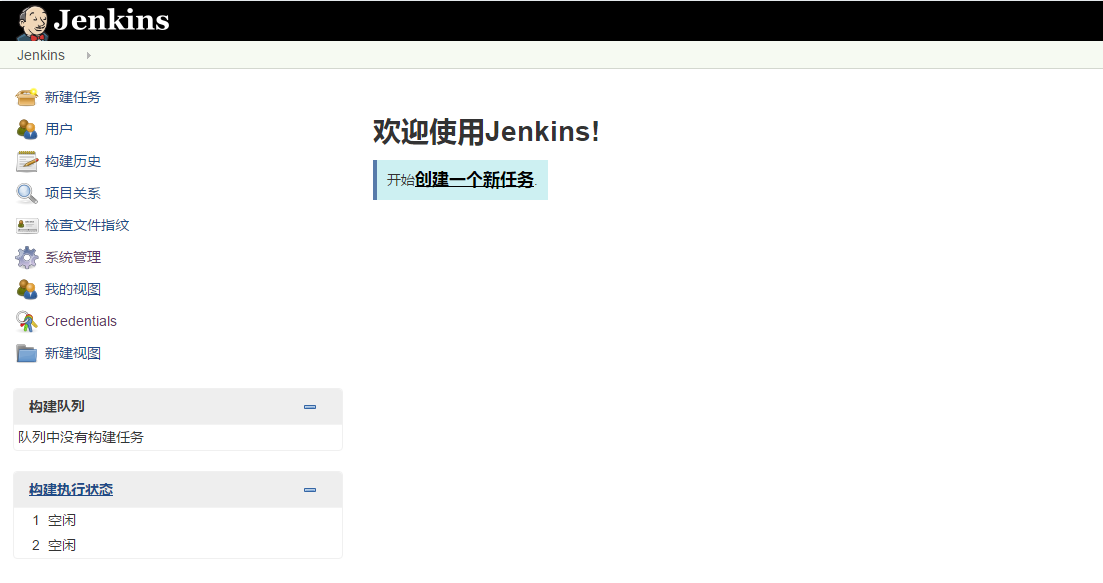 Jenkins
Jenkins
新建任务
用户
构建历史
项目关系
检查文件指纹
系统管理
我的视图
Credentials
新建视图
构建队列
队列中没有构建任务
构建执行状态
1 空闲
2 空闲
欢迎使用Jenkins!
开始创建一个新任务.